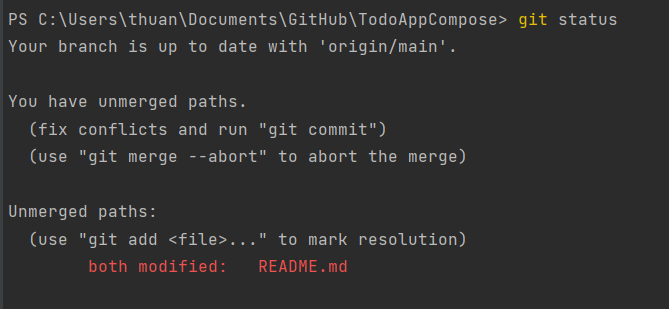 PS C:\Users\thuan\Documents\GitHub\TodoAppCompose> git status
Your branch is up to date with 'origin/main'.
You have unmerged paths.
(fix conflicts and run "git commit")
(use "git merge --abort" to abort the merge)
Unmerged paths:
(use "git add <file>..." to mark resolution)
both modified:   README.md